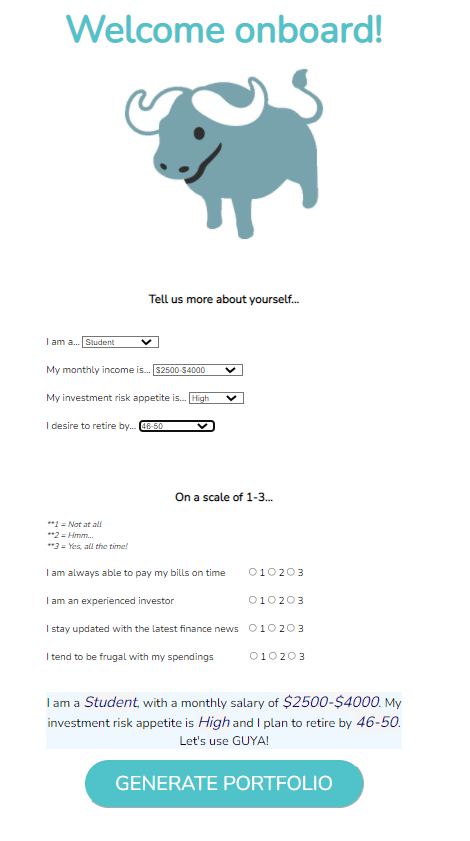 Welcome onboard!
Tell us more about yourself...
I am a... Student
My monthly income is... $2500-$4000
My investment risk appetite is... High
I desire to retire by... 46-50
On a scale of 1-3...
**1 = Not at all
**2 = Hmm...
**3 = Yes, all the time!
I am always able to pay my bills on time 1 2 3
I am an experienced investor 1 2 3
I stay updated with the latest finance news 1 2 3
I tend to be frugal with my spendings 1 2 3
I am a Student, with a monthly salary of $2500-$4000. My
investment risk appetite is High and I plan to retire by 46-50.
Let's use GUYA!
GENERATE PORTFOLIO